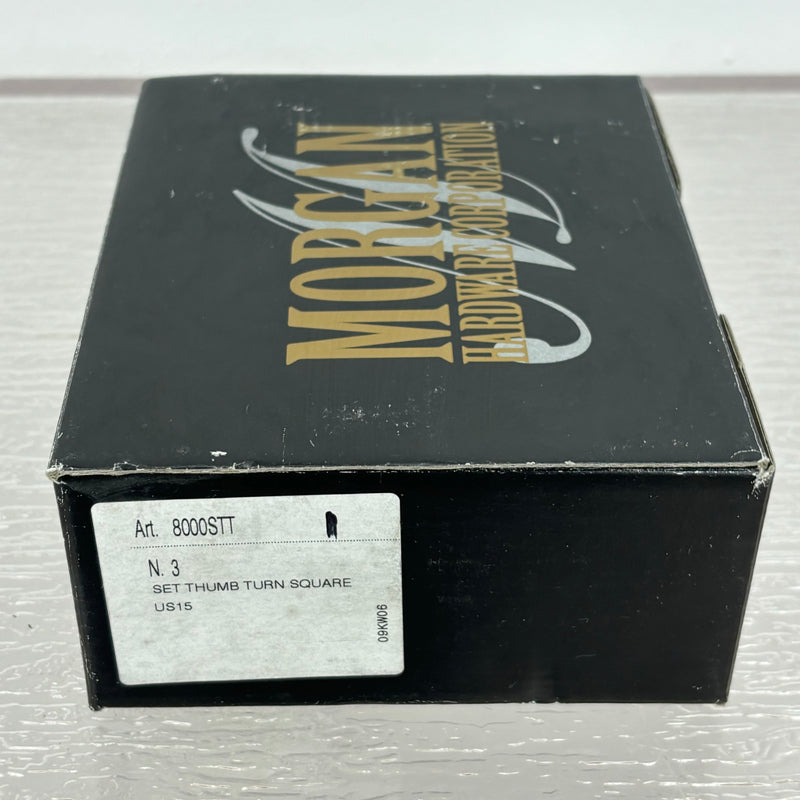 MORGAN
HARDWARE CORPORATION
Art. 8000STT
N. 3
SET THUMB TURN SQUARE
US15
09KW06